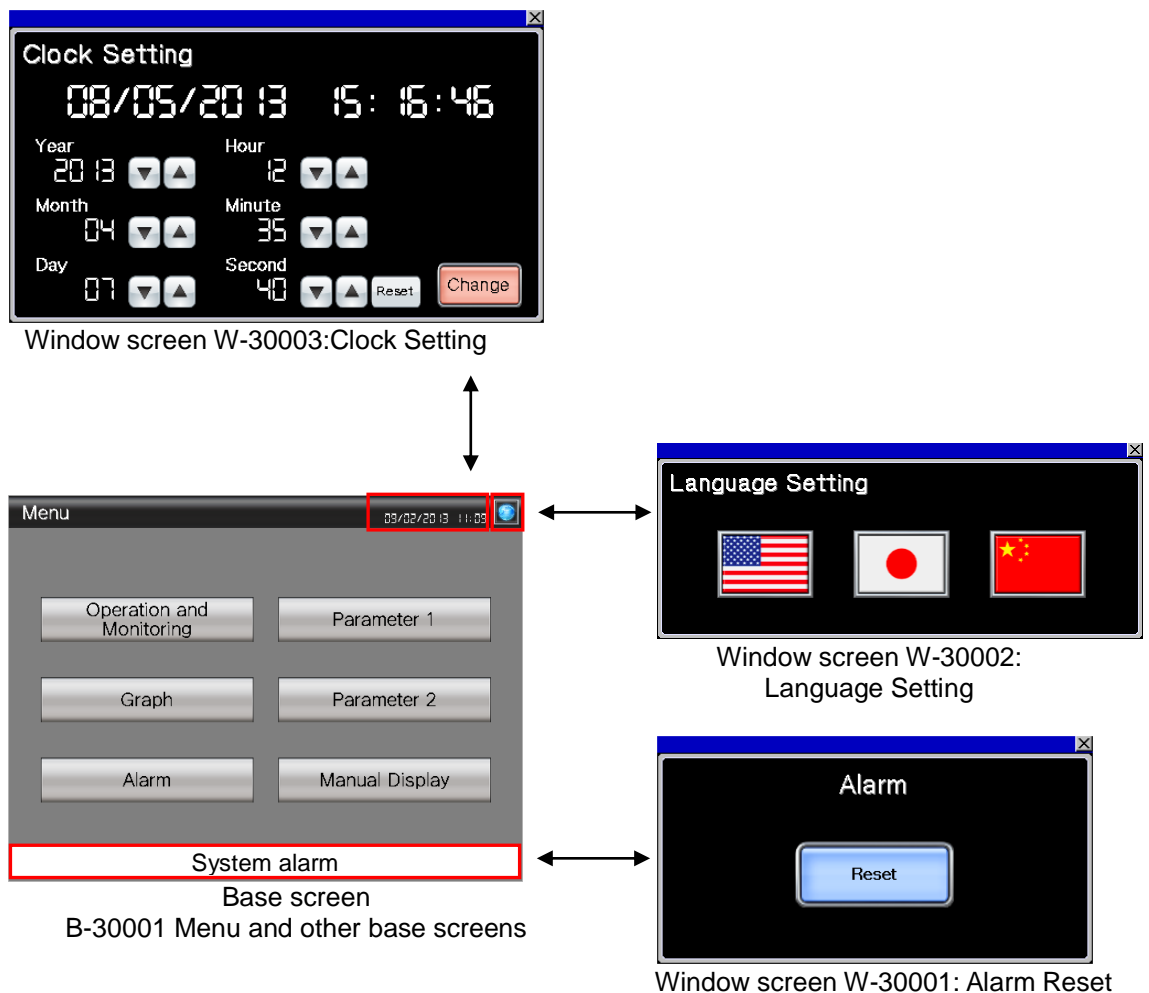 Clock Setting
08/05/2013 15:16:46
Year
2013
Hour
12
Month
04
Minute
35
Day
07
Second
40
Reset
Change
Window screen W-30003:Clock Setting
Menu
09/02/2013 11:09
Operation and
Monitoring
Parameter 1
Graph
Parameter 2
Alarm
Manual Display
System alarm
Base screen
B-30001 Menu and other base screens
Language Setting
Window screen W-30002:
Language Setting
Alarm
Reset
Window screen W-30001: Alarm Reset